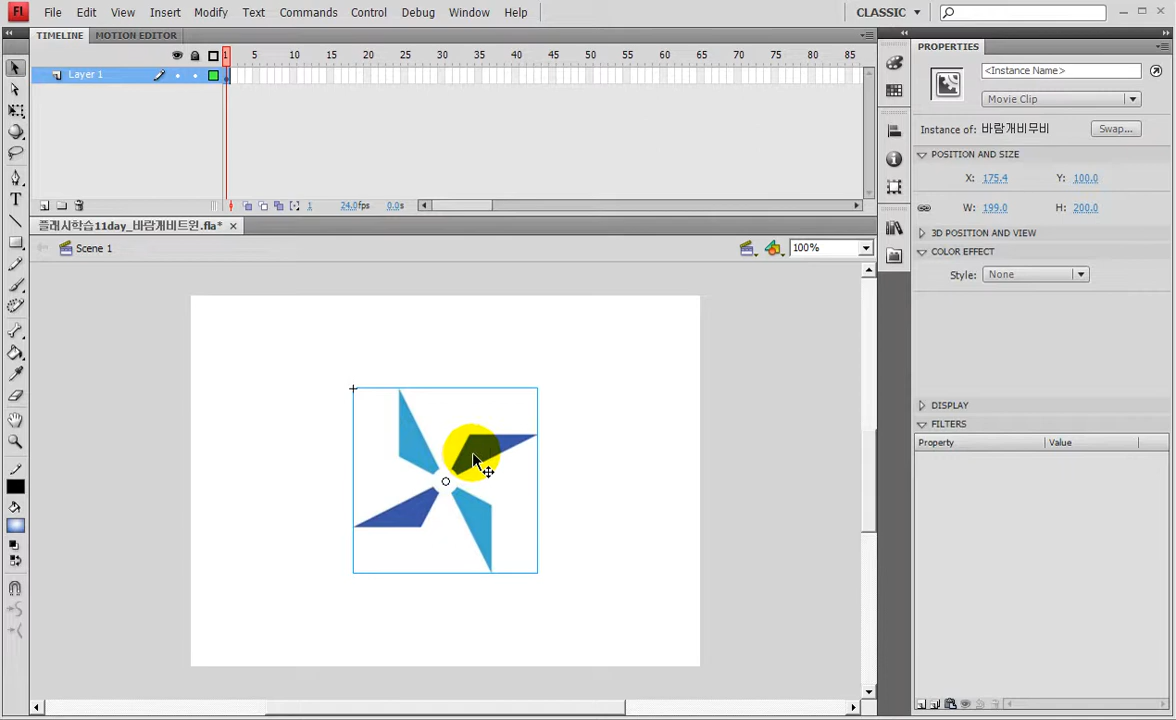 Fl File Edit View Insert Modify Text Commands Control Debug Window Help CLASSIC
TIMELINE MOTION EDITOR
1 5 10 15 20 25 30 35 40 45 50 55 60 65 70 75 80 85
Layer 1
1 24.0fps 0.0s
플래시학습11day_바람개비트윈.fla*
Scene 1 100%
PROPERTIES
<Instance Name>
Movie Clip
Instance of: 바람개비무비 Swap...
POSITION AND SIZE
X: 175.4 Y: 100.0
W: 199.0 H: 200.0
3D POSITION AND VIEW
COLOR EFFECT
Style: None
DISPLAY
FILTERS
Property Value